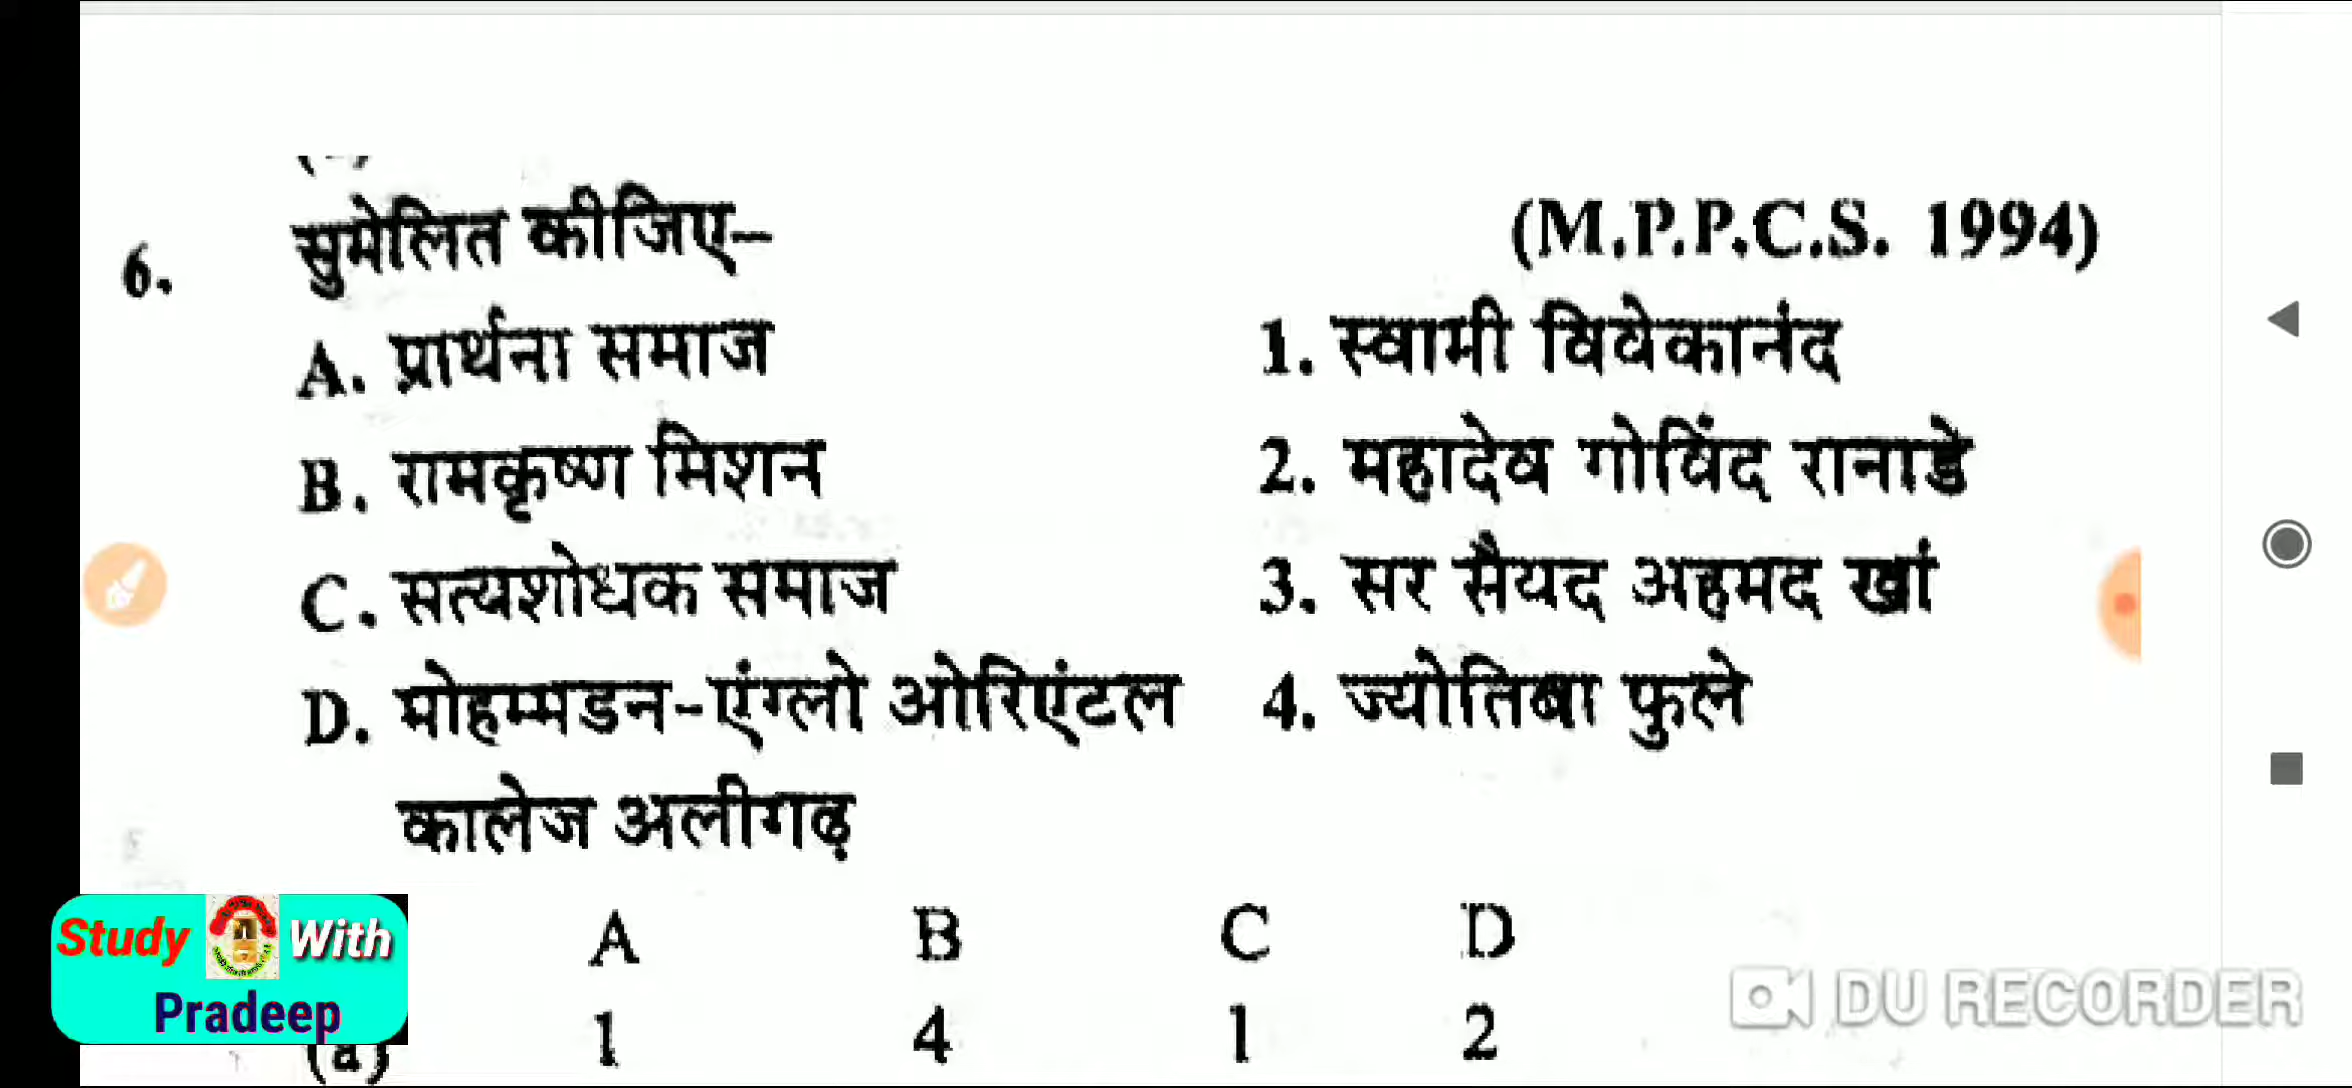 6. सुमेलित कीजिए– (M.P.P.C.S. 1994)
A. प्रार्थना समाज 1. स्वामी विवेकानंद
B. रामकृष्ण मिशन 2. महादेव गोविंद रानाडे
C. सत्यशोधक समाज 3. सर सैयद अहमद खां
D. मोहम्मडन-एंग्लो ओरिएंटल 4. ज्योतिबा फुले
कालेज अलीगढ़
A B C D
(a) 1 4 1 2
Study With
Pradeep
DU RECORDER